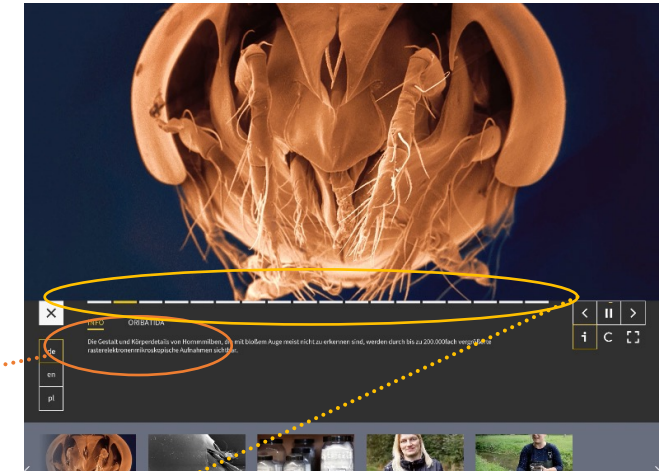 INFO
ORIBATIDA
Die Gestalt und Körperdetails von Hornmilben, die mit bloßem Auge meist nicht zu erkennen sind, werden durch bis zu 200.000fach vergrößerte
rasterelektronenmikroskopische Aufnahmen sichtbar.
de
en
pl
i
C